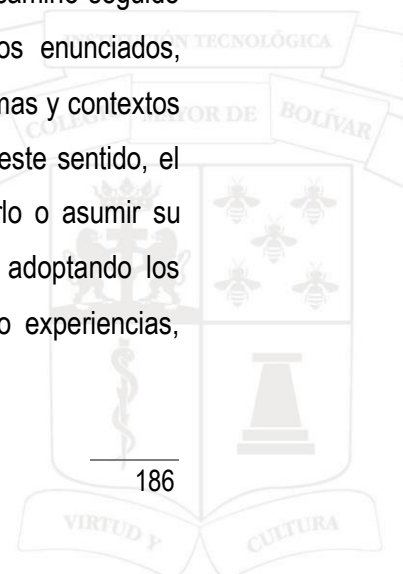 camino seguido
os enunciados,
mas y contextos
este sentido, el
rlo o asumir su
adoptando los
o experiencias,
186
INSTITUCIÓN TECNOLÓGICA
COLEGIO MAYOR DE BOLÍVAR
VIRTUD Y CULTURA